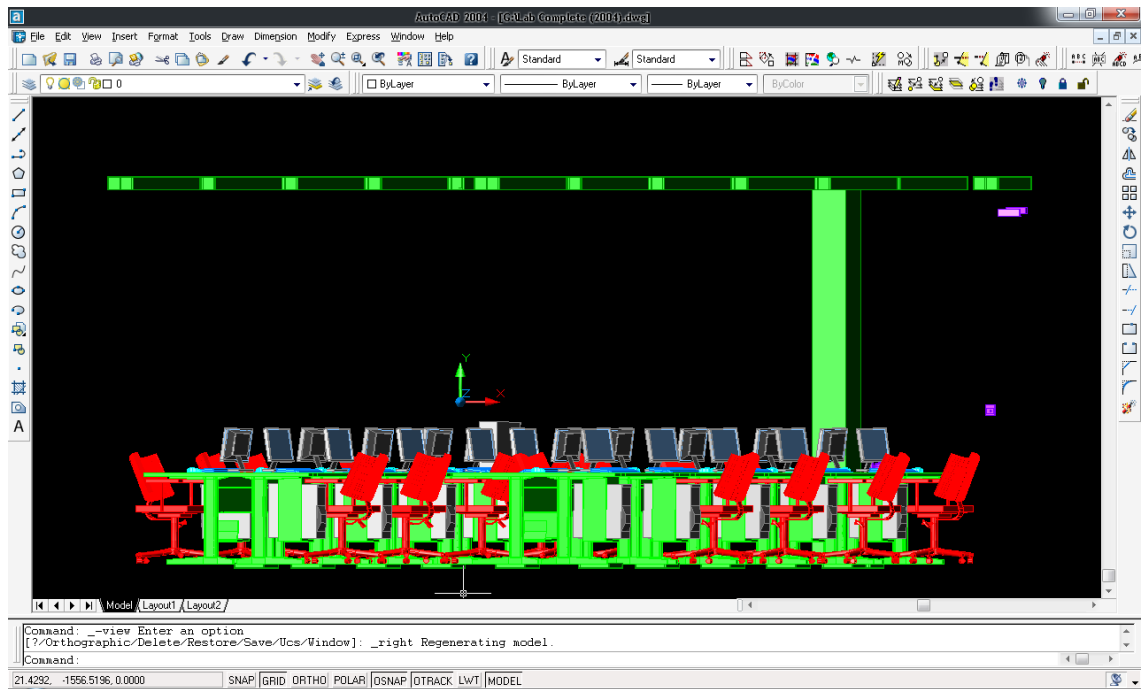 AutoCAD 2004 - [G:\Lab Complete (2004).dwg]
File Edit View Insert Format Tools Draw Dimension Modify Express Window Help
Standard Standard
0 ByLayer ByLayer ByLayer ByColor
Y
Z X
A
Model Layout1 Layout2
Command: _-view Enter an option
[?/Orthographic/Delete/Restore/Save/Ucs/Window]: _right Regenerating model.
Command:
21.4292, -1556.5196, 0.0000 SNAP GRID ORTHO POLAR OSNAP OTRACK LWT MODEL